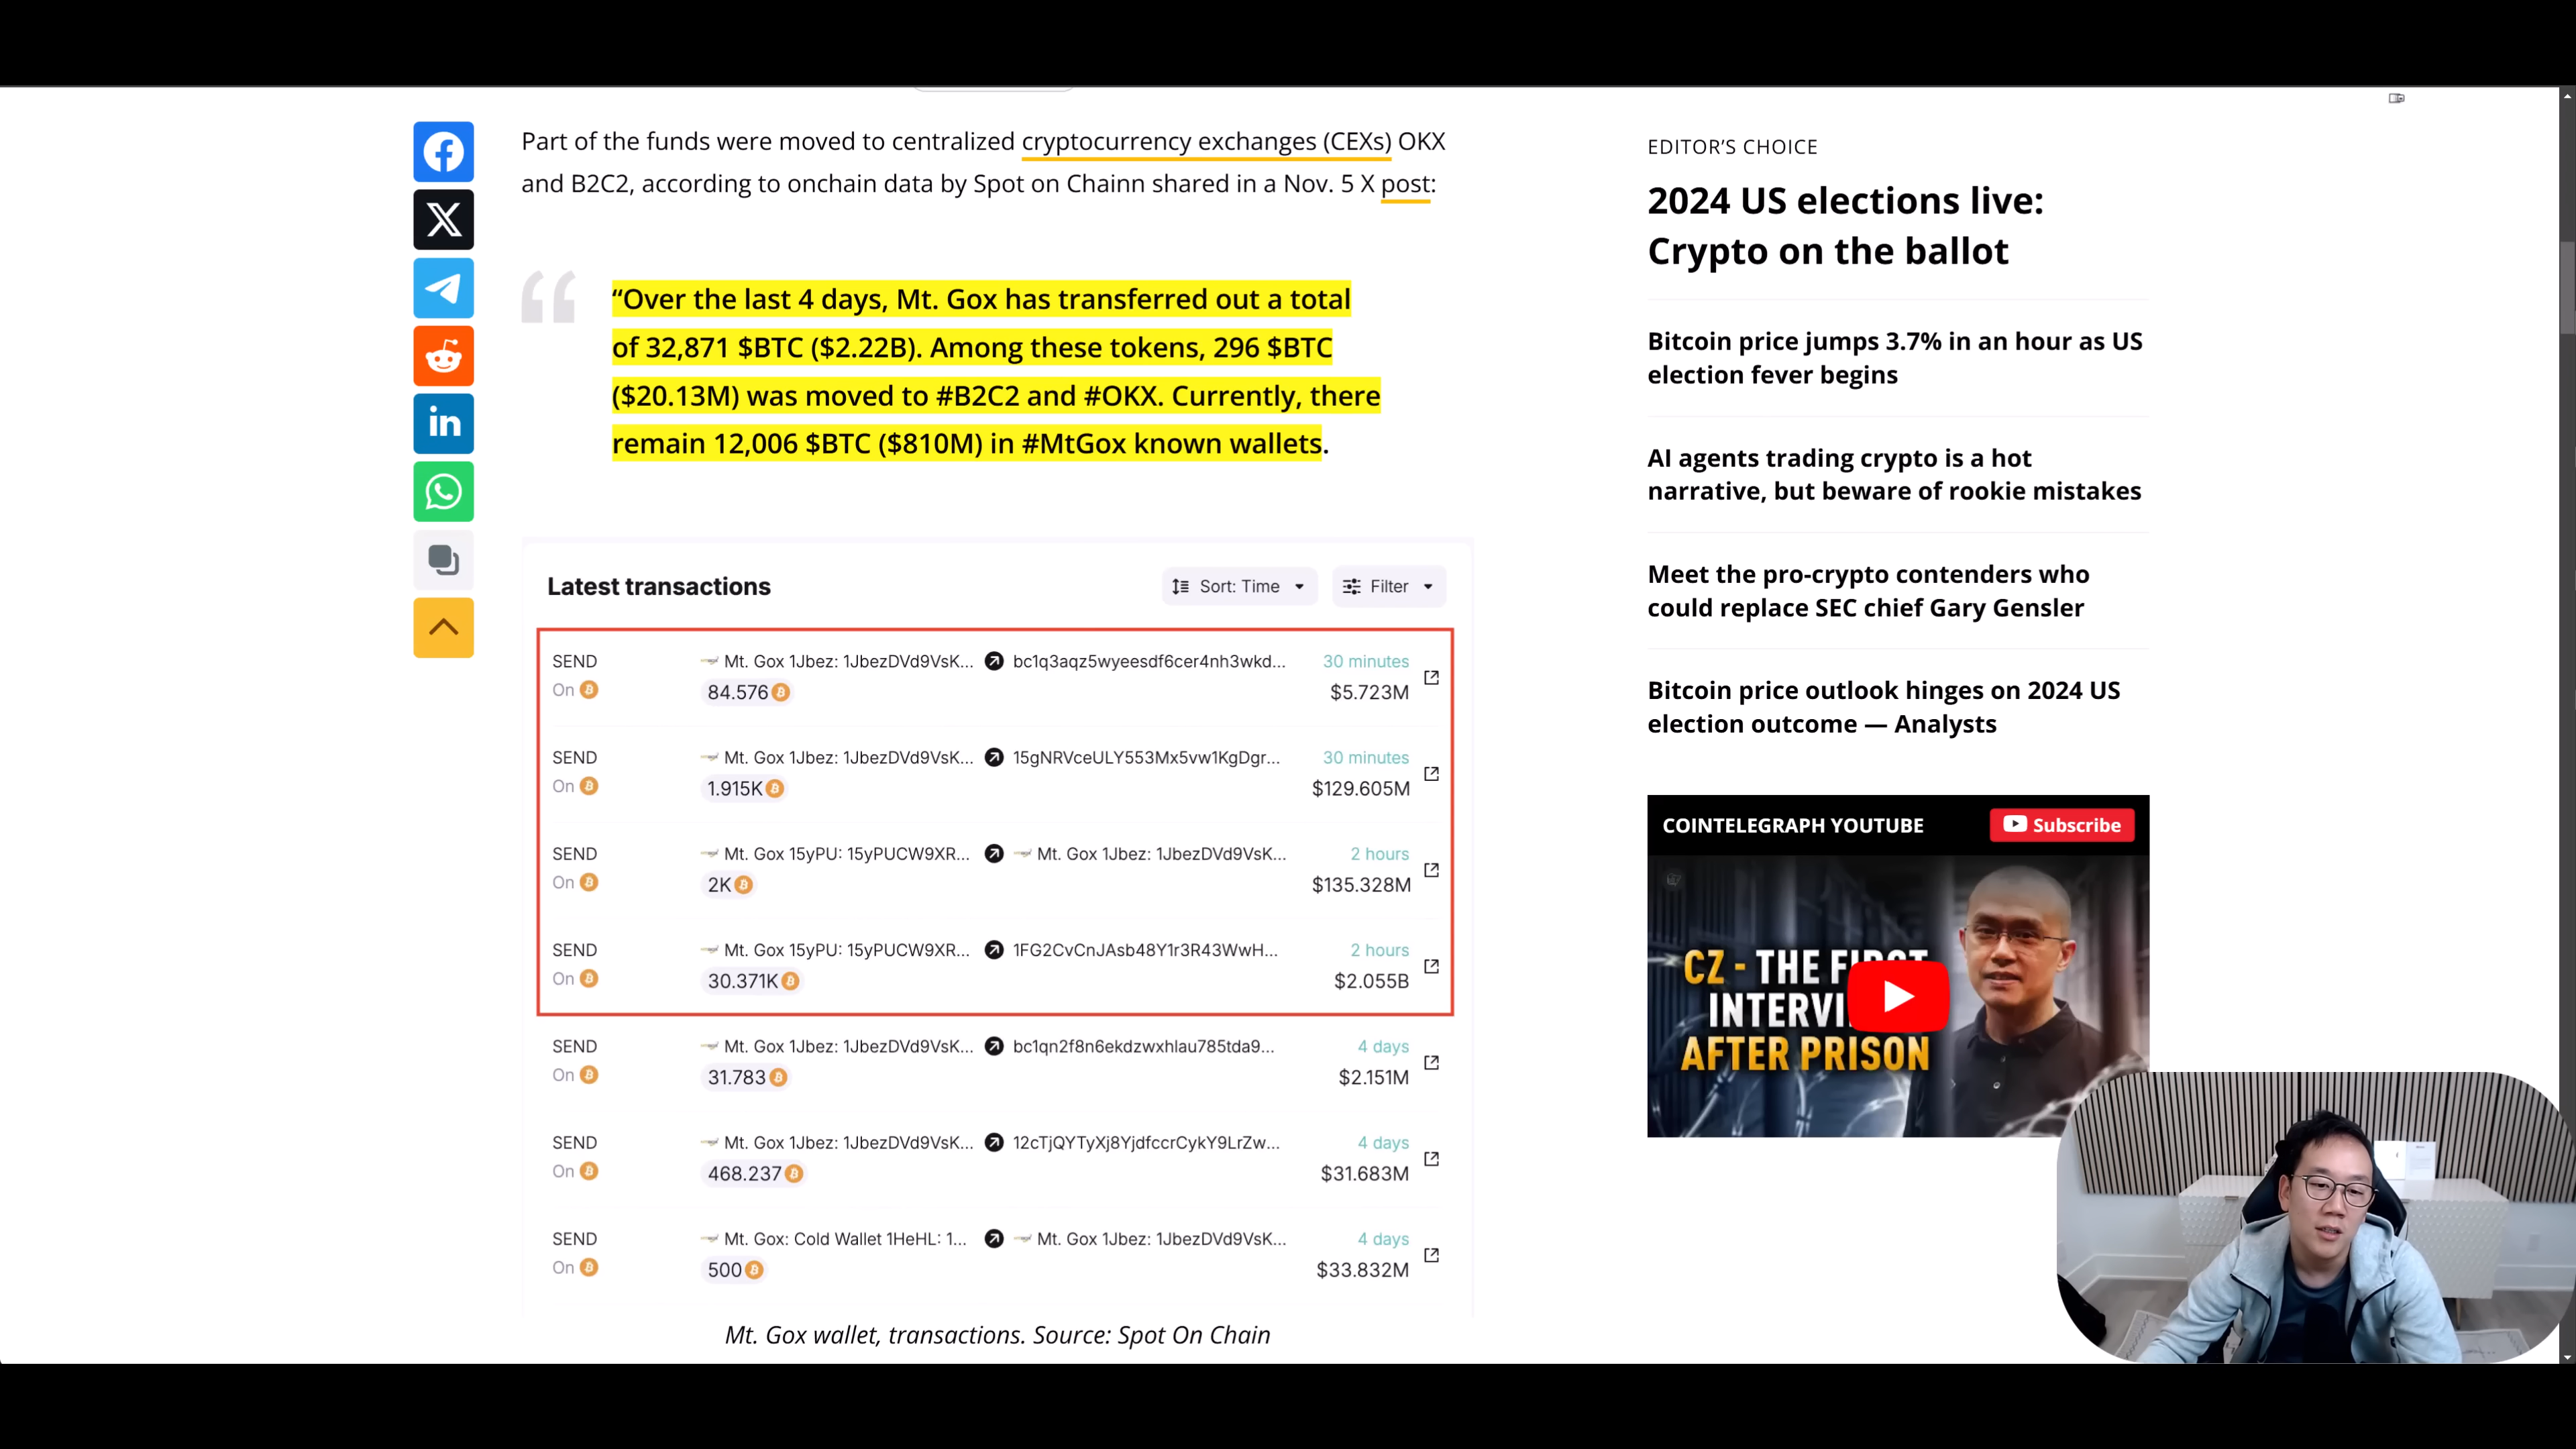 Part of the funds were moved to centralized cryptocurrency exchanges (CEXs) OKX
and B2C2, according to onchain data by Spot on Chainn shared in a Nov. 5 X post:
“Over the last 4 days, Mt. Gox has transferred out a total
of 32,871 $BTC ($2.22B). Among these tokens, 296 $BTC
($20.13M) was moved to #B2C2 and #OKX. Currently, there
remain 12,006 $BTC ($810M) in #MtGox known wallets.
Latest transactions
Sort: Time
Filter
SEND Mt. Gox 1Jbez: 1JbezDVd9VsK... bc1q3aqz5wyeesdf6cer4nh3wkd... 30 minutes
On 84.576 $5.723M
SEND Mt. Gox 1Jbez: 1JbezDVd9VsK... 15gNRVceULY553Mx5vw1KgDgr... 30 minutes
On 1.915K $129.605M
SEND Mt. Gox 15yPU: 15yPUCW9XR... Mt. Gox 1Jbez: 1JbezDVd9VsK... 2 hours
On 2K $135.328M
SEND Mt. Gox 15yPU: 15yPUCW9XR... 1FG2CvCnJAsb48Y1r3R43WwH... 2 hours
On 30.371K $2.055B
SEND Mt. Gox 1Jbez: 1JbezDVd9VsK... bc1qn2f8n6ekdzwxhlau785tda9... 4 days
On 31.783 $2.151M
SEND Mt. Gox 1Jbez: 1JbezDVd9VsK... 12cTjQYTyXj8YjdfccrCykY9LrZw... 4 days
On 468.237 $31.683M
SEND Mt. Gox: Cold Wallet 1HeHL: 1... Mt. Gox 1Jbez: 1JbezDVd9VsK... 4 days
On 500 $33.832M
Mt. Gox wallet, transactions. Source: Spot On Chain
EDITOR’S CHOICE
2024 US elections live:
Crypto on the ballot
Bitcoin price jumps 3.7% in an hour as US
election fever begins
AI agents trading crypto is a hot
narrative, but beware of rookie mistakes
Meet the pro-crypto contenders who
could replace SEC chief Gary Gensler
Bitcoin price outlook hinges on 2024 US
election outcome — Analysts
COINTELEGRAPH YOUTUBE
Subscribe
CZ - THE FIRST
INTERVI
AFTER PRISON